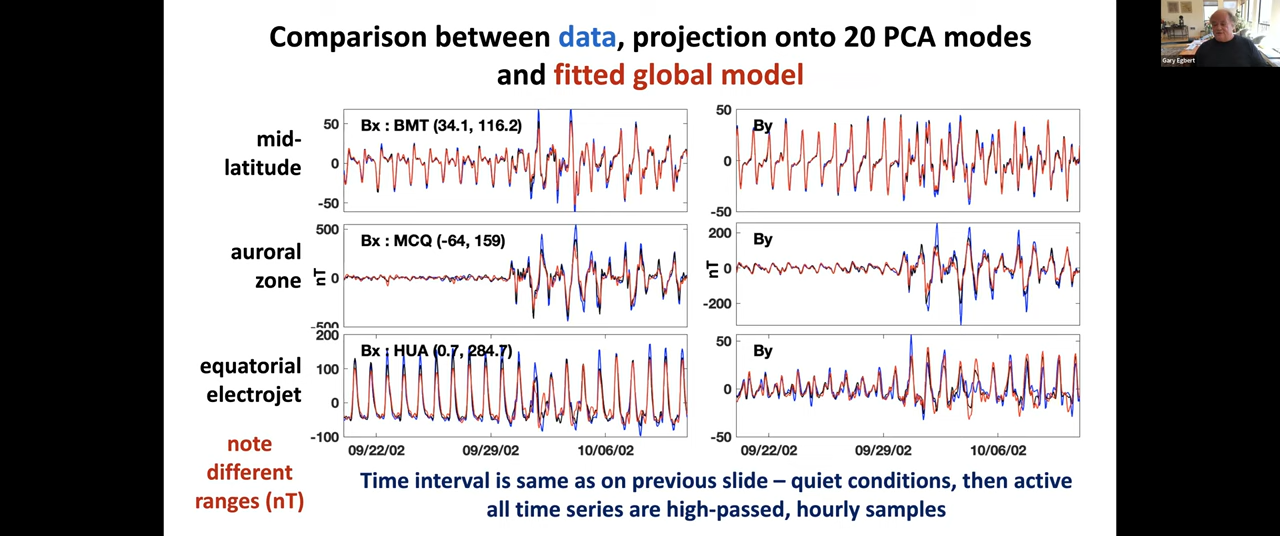 Comparison between data, projection onto 20 PCA modes
and fitted global model
Gary Egbert
mid-
latitude
50
0
-50
Bx : BMT (34.1, 116.2)
50
0
-50
By
auroral
zone
nT
500
0
-500
Bx : MCQ (-64, 159)
nT
200
0
-200
By
equatorial
electrojet
200
100
0
-100
Bx : HUA (0.7, 284.7)
50
0
-50
By
09/22/02 09/29/02 10/06/02
09/22/02 09/29/02 10/06/02
note
different
ranges (nT)
Time interval is same as on previous slide – quiet conditions, then active
all time series are high-passed, hourly samples